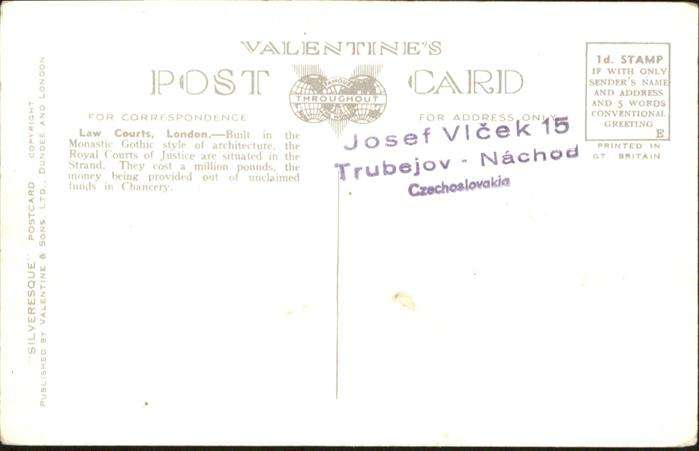 VALENTINE'S
POST CARD
FAMOUS
THROUGHOUT
FOR CORRESPONDENCE
FOR ADDRESS ONLY
1d. STAMP
IF WITH ONLY
SENDER'S NAME
AND ADDRESS
AND 5 WORDS
CONVENTIONAL
GREETING.
E
PRINTED IN
GT BRITAIN
Law Courts, London.—Built in the
Monastic Gothic style of architecture, the
Royal Courts of Justice are situated in the
Strand. They cost a million pounds, the
money being provided out of unclaimed
funds in Chancery.
Josef Vlček 15
Trubejov - Náchod
Czechoslovakia
"SILVERESQUE" POSTCARD COPYRIGHT
PUBLISHED BY VALENTINE & SONS, LTD., DUNDEE AND LONDON